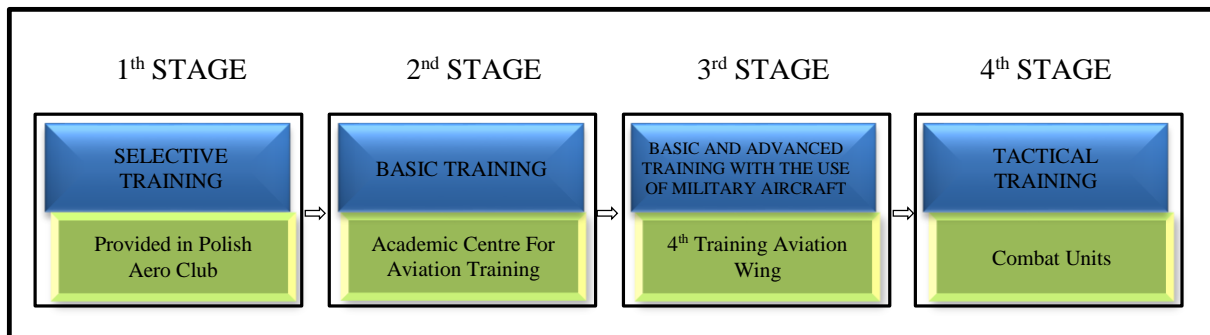 1th STAGE
2nd STAGE
3rd STAGE
4th STAGE
SELECTIVE
TRAINING
Provided in Polish
Aero Club
BASIC TRAINING
Academic Centre For
Aviation Training
BASIC AND ADVANCED
TRAINING WITH THE USE
OF MILITARY AIRCRAFT
4th Training Aviation
Wing
TACTICAL
TRAINING
Combat Units